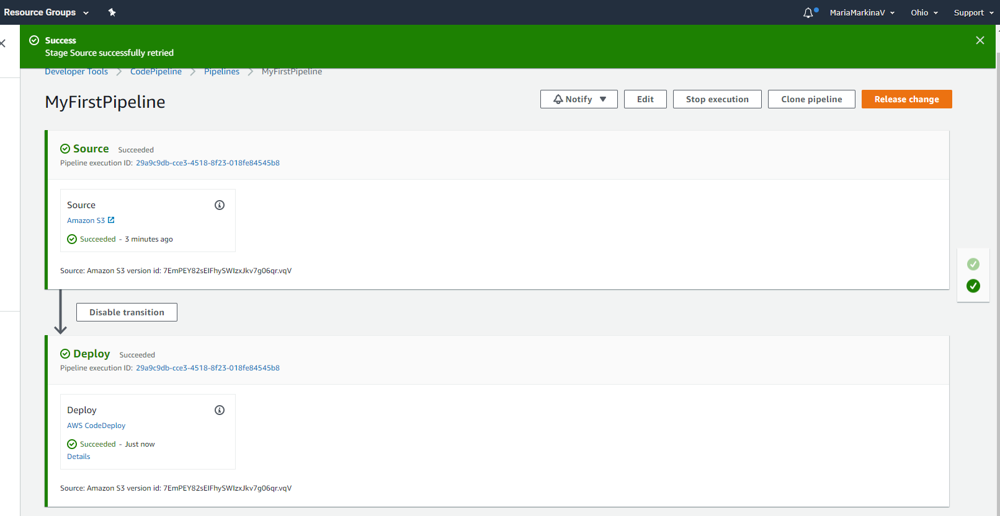 Resource Groups
MariaMarkinaV
Ohio
Support
Success
Stage Source successfully retried
Developer Tools > CodePipeline > Pipelines > MyFirstPipeline
MyFirstPipeline
Notify
Edit
Stop execution
Clone pipeline
Release change
Source Succeeded
Pipeline execution ID: 29a9c9db-cce3-4518-8f23-018fe84545b8
Source
Amazon S3
Succeeded - 3 minutes ago
Source: Amazon S3 version id: 7EmPEY82sEIFhySWIzxJkv7g06qr.vqV
Disable transition
Deploy Succeeded
Pipeline execution ID: 29a9c9db-cce3-4518-8f23-018fe84545b8
Deploy
AWS CodeDeploy
Succeeded - Just now
Details
Source: Amazon S3 version id: 7EmPEY82sEIFhySWIzxJkv7g06qr.vqV